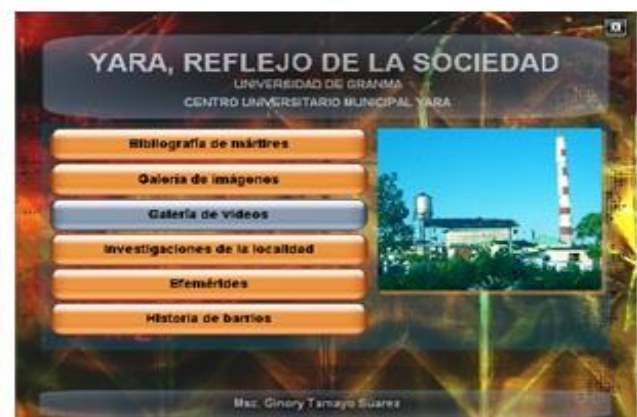 YARA, REFLEJO DE LA SOCIEDAD
UNIVERSIDAD DE GRANMA
CENTRO UNIVERSITARIO MUNICIPAL YARA
Bibliografía de mártires
Galería de imágenes
Galería de videos
Investigaciones de la localidad
Efemérides
Historia de barrios
Msc. Ginory Tamayo Súarez